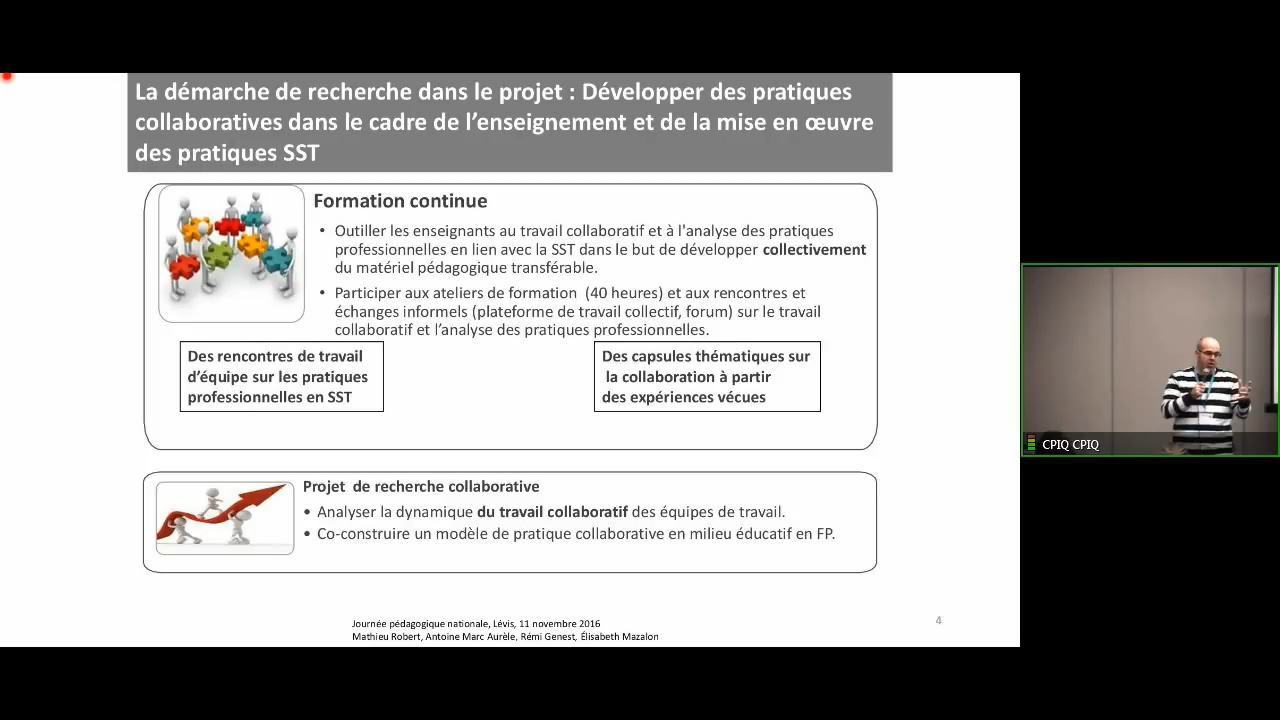 La démarche de recherche dans le projet : Développer des pratiques
collaboratives dans le cadre de l'enseignement et de la mise en œuvre
des pratiques SST
Formation continue
• Outiller les enseignants au travail collaboratif et à l'analyse des pratiques
professionnelles en lien avec la SST dans le but de développer collectivement
du matériel pédagogique transférable.
• Participer aux ateliers de formation (40 heures) et aux rencontres et
échanges informels (plateforme de travail collectif, forum) sur le travail
collaboratif et l'analyse des pratiques professionnelles.
Des rencontres de travail
d'équipe sur les pratiques
professionnelles en SST
Des capsules thématiques sur
la collaboration à partir
des expériences vécues
Projet de recherche collaborative
• Analyser la dynamique du travail collaboratif des équipes de travail.
• Co-construire un modèle de pratique collaborative en milieu éducatif en FP.
Journée pédagogique nationale, Lévis, 11 novembre 2016
Mathieu Robert, Antoine Marc Aurèle, Rémi Genest, Élisabeth Mazalon
4
CPIQ CPIQ